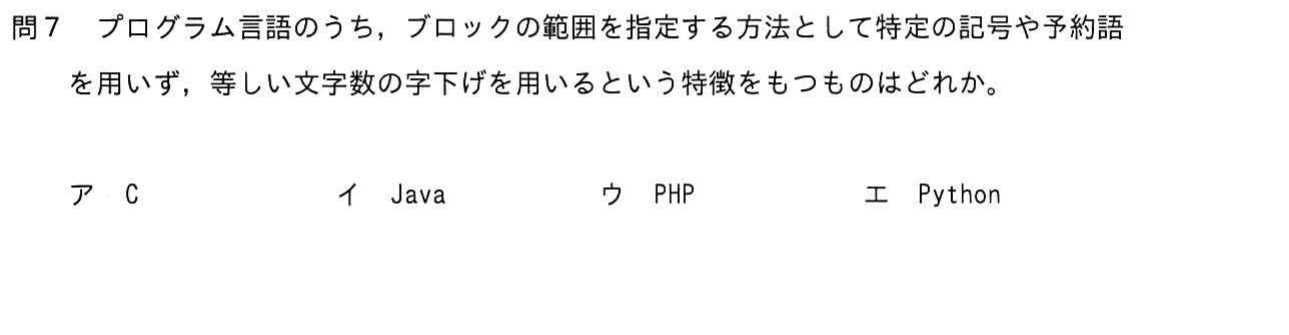 問７　プログラム言語のうち，ブロックの範囲を指定する方法として特定の記号や予約語
を用いず，等しい文字数の字下げを用いるという特徴をもつものはどれか。
ア　C　　イ　Java　　ウ　PHP　　エ　Python